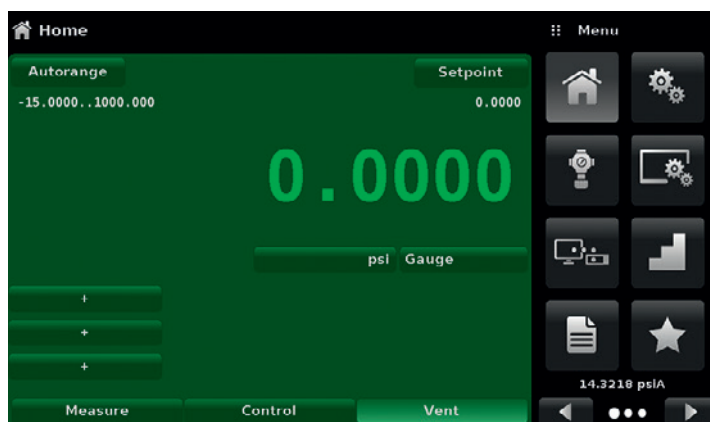 Home
Menu
Autorange
Setpoint
-15.0000..1000.000
0.0000
0.0000
psi Gauge
+
+
+
14.3218 psiA
Measure
Control
Vent